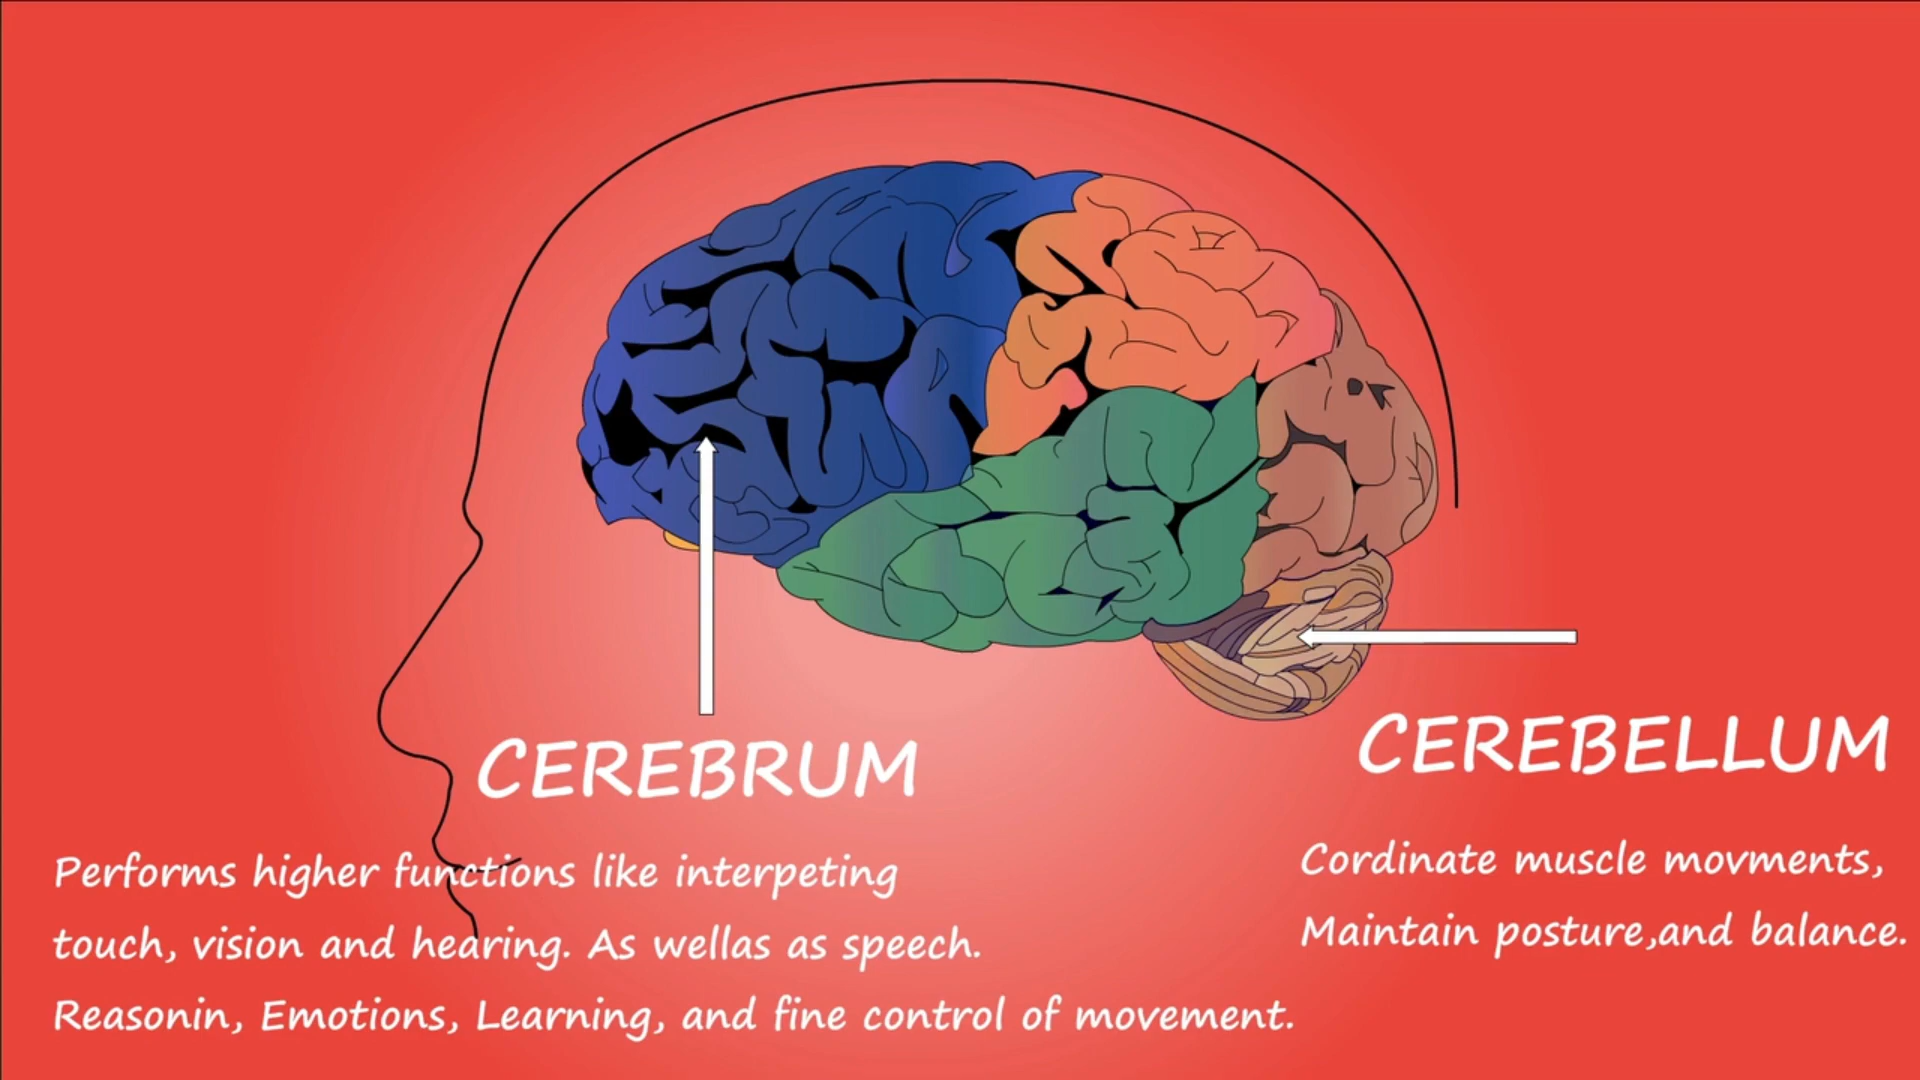 CEREBRUM
Performs higher functions like interpeting
touch, vision and hearing. As wellas as speech.
Reasonin, Emotions, Learning, and fine control of movement.
CEREBELLUM
Cordinate muscle movments,
Maintain posture,and balance.